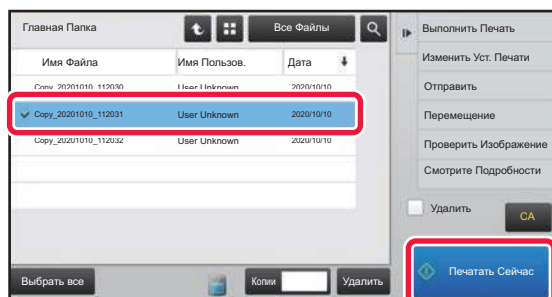 Главная Папка
Все Файлы
Имя Файла Имя Пользов. Дата
Copy_20201010_112030 User Unknown 2020/10/10
Copy_20201010_112031 User Unknown 2020/10/10
Copy_20201010_112032 User Unknown 2020/10/10
Выбрать все
Копии
Удалить
Выполнить Печать
Изменить Уст. Печати
Отправить
Перемещение
Проверить Изображение
Смотрите Подробности
Удалить
CA
Печатать Сейчас